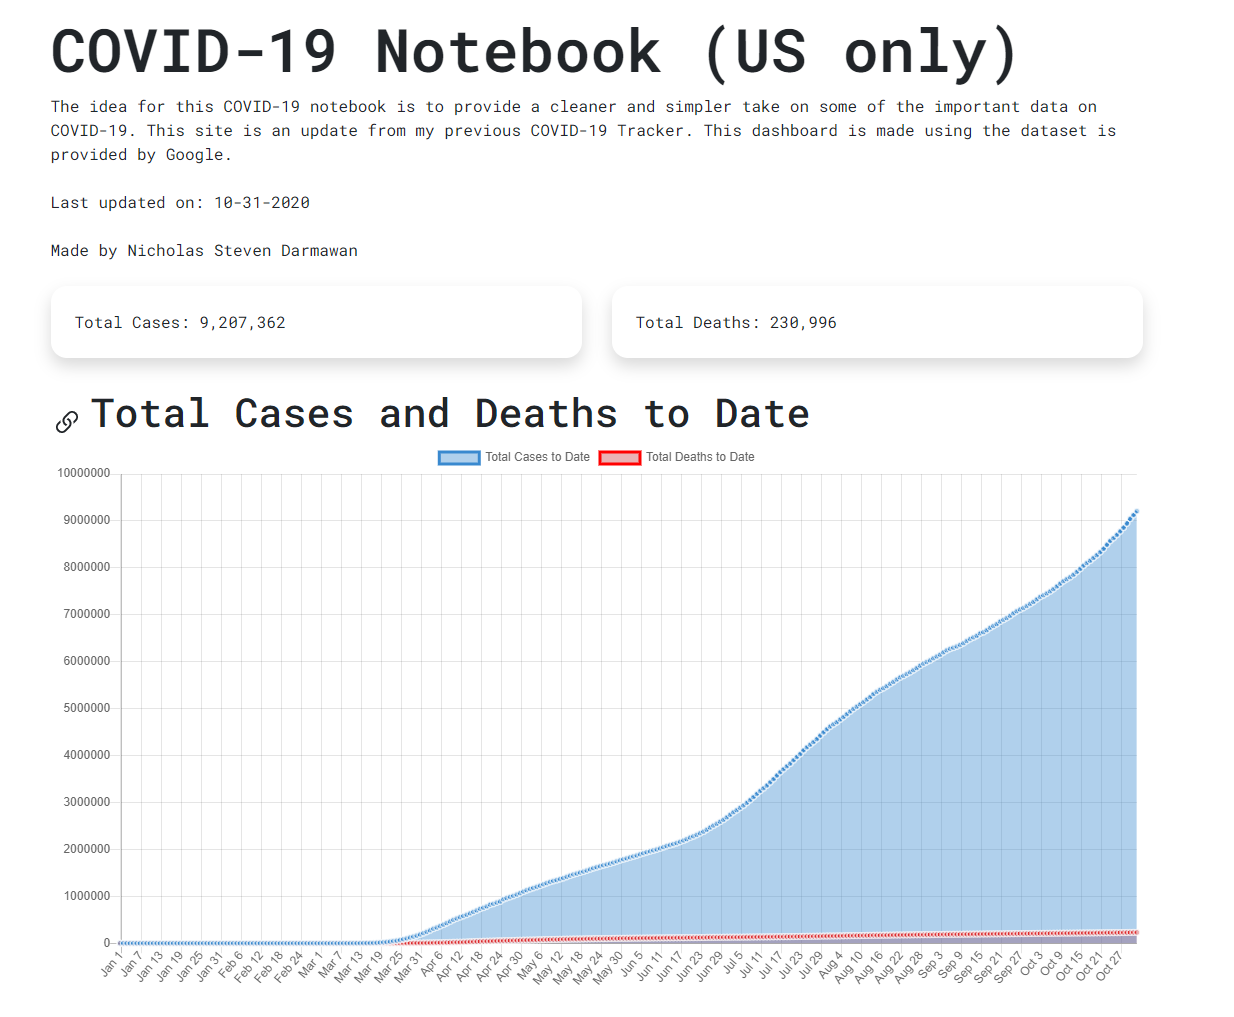 COVID-19 Notebook (US only)
The idea for this COVID-19 notebook is to provide a cleaner and simpler take on some of the important data on
COVID-19. This site is an update from my previous COVID-19 Tracker. This dashboard is made using the dataset is
provided by Google.
Last updated on: 10-31-2020
Made by Nicholas Steven Darmawan
Total Cases: 9,207,362
Total Deaths: 230,996
Total Cases and Deaths to Date
Total Cases to Date
Total Deaths to Date
10000000
9000000
8000000
7000000
6000000
5000000
4000000
3000000
2000000
1000000
0
Jan 1
Jan 7
Jan 13
Jan 19
Jan 25
Jan 31
Feb 6
Feb 12
Feb 18
Feb 24
Mar 1
Mar 7
Mar 13
Mar 19
Mar 25
Mar 31
Apr 6
Apr 12
Apr 18
Apr 24
Apr 30
May 6
May 12
May 18
May 24
May 30
Jun 5
Jun 11
Jun 17
Jun 23
Jun 29
Jul 5
Jul 11
Jul 17
Jul 23
Jul 29
Aug 4
Aug 10
Aug 16
Aug 22
Aug 28
Sep 3
Sep 9
Sep 15
Sep 21
Sep 27
Oct 3
Oct 9
Oct 15
Oct 21
Oct 27